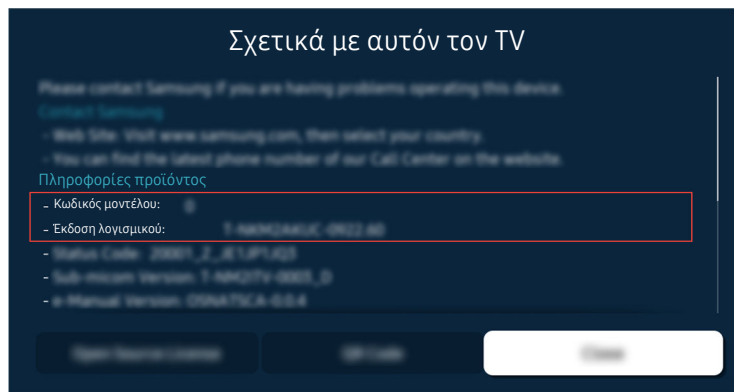 Σχετικά με αυτόν τον TV
Please contact Samsung if you are having problems operating this device.
Contact Samsung
- Web Site: Visit www.samsung.com, then select your country.
- You can find the latest phone number of our Call Center on the website.
Πληροφορίες προϊόντος
- Κωδικός μοντέλου:
- Έκδοση λογισμικού:
- Status Code:
- Sub-micom Version:
- e-Manual Version:
Open Source License
QR Code
Close